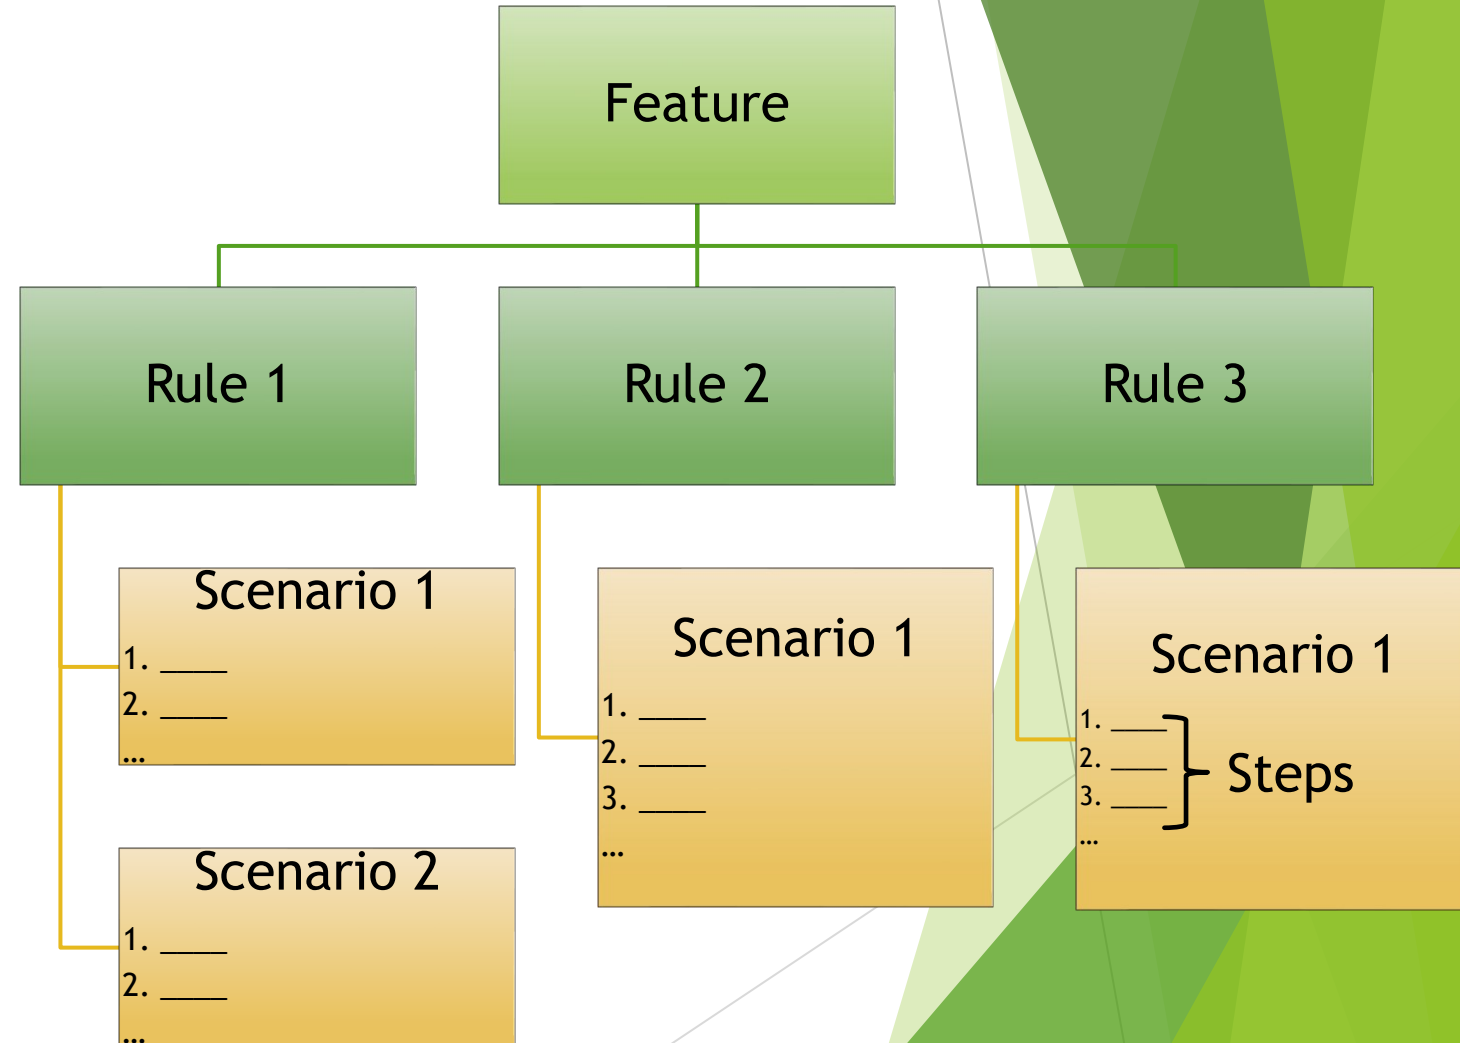 Feature
Rule 1
Rule 2
Rule 3
Scenario 1
1. ____
2. ____
...
Scenario 2
1. ____
2. ____
...
Scenario 1
1. ____
2. ____
3. ____
...
Scenario 1
1. ____
2. ____
3. ____
...
Steps